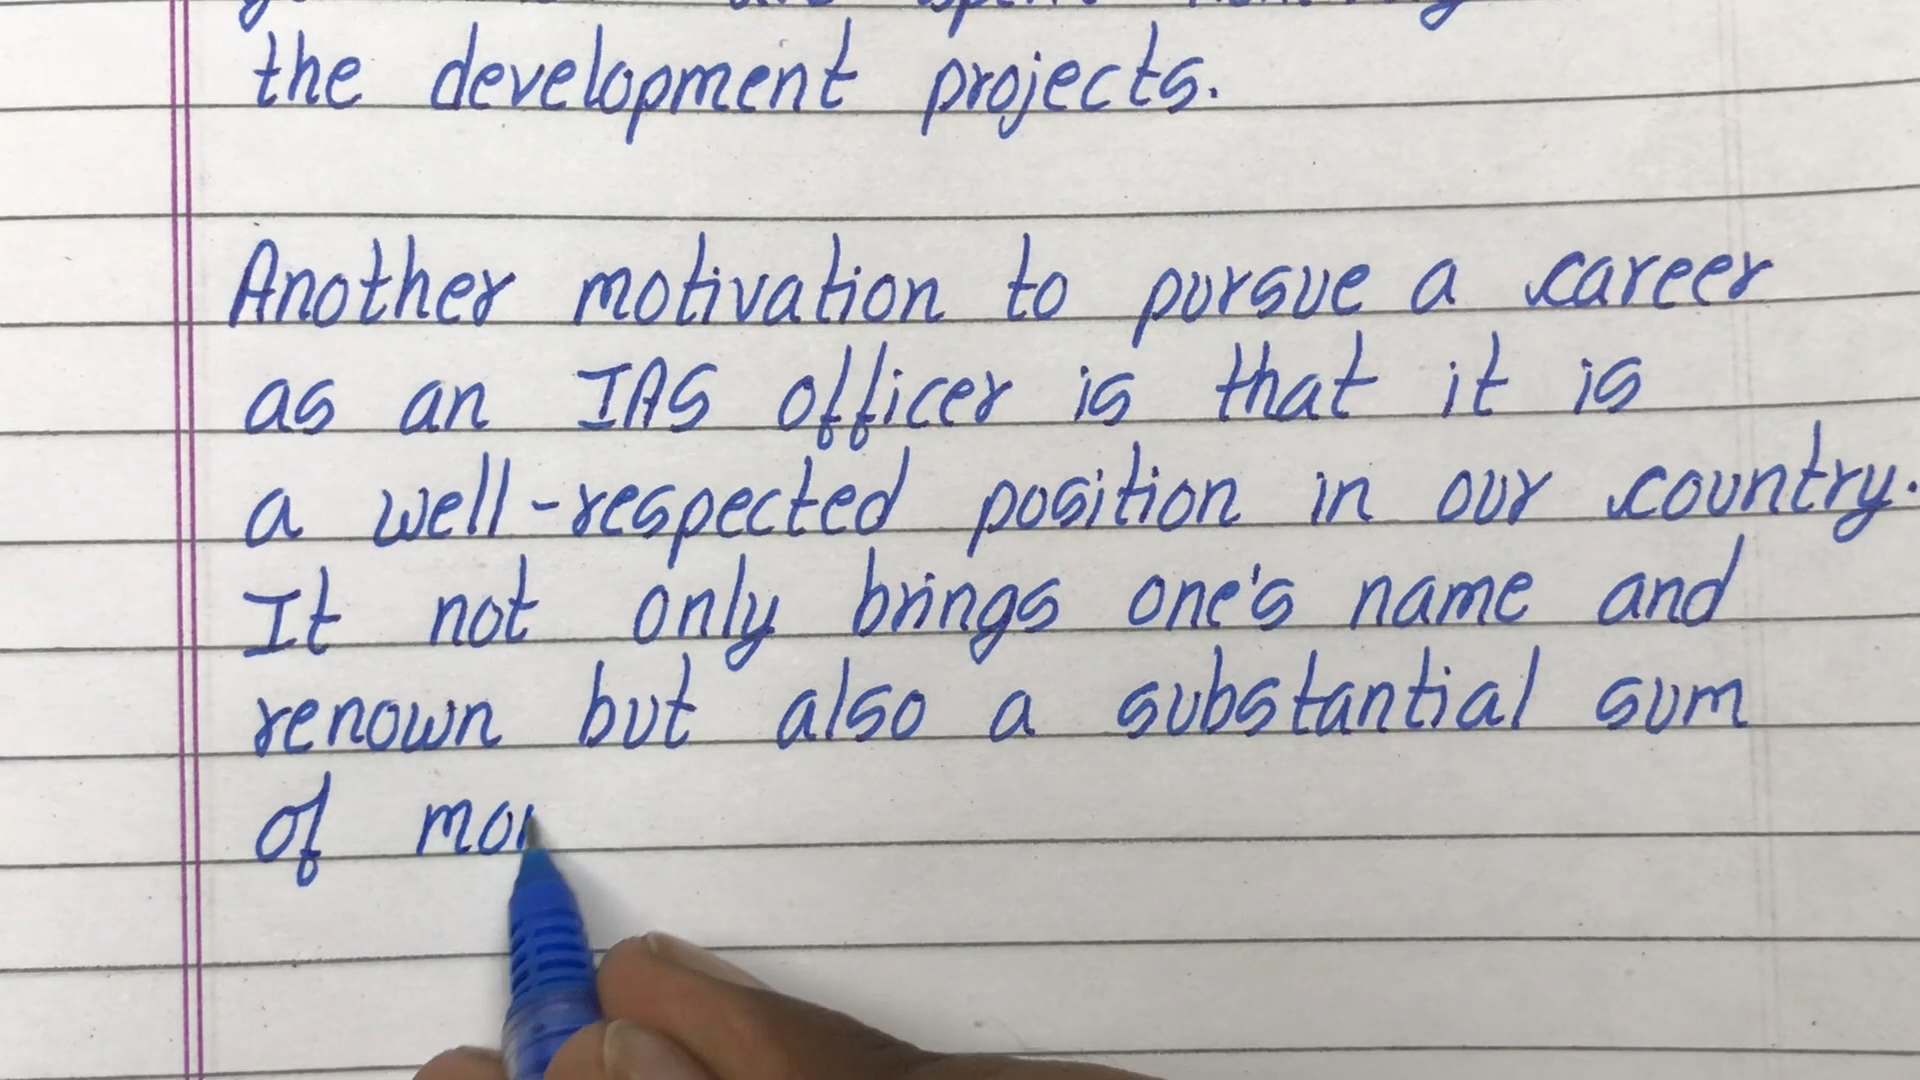 the development projects.
Another motivation to pursue a career
as an IAS officer is that it is
a well-respected position in our country.
It not only brings one's name and
renown but also a substantial sum
of